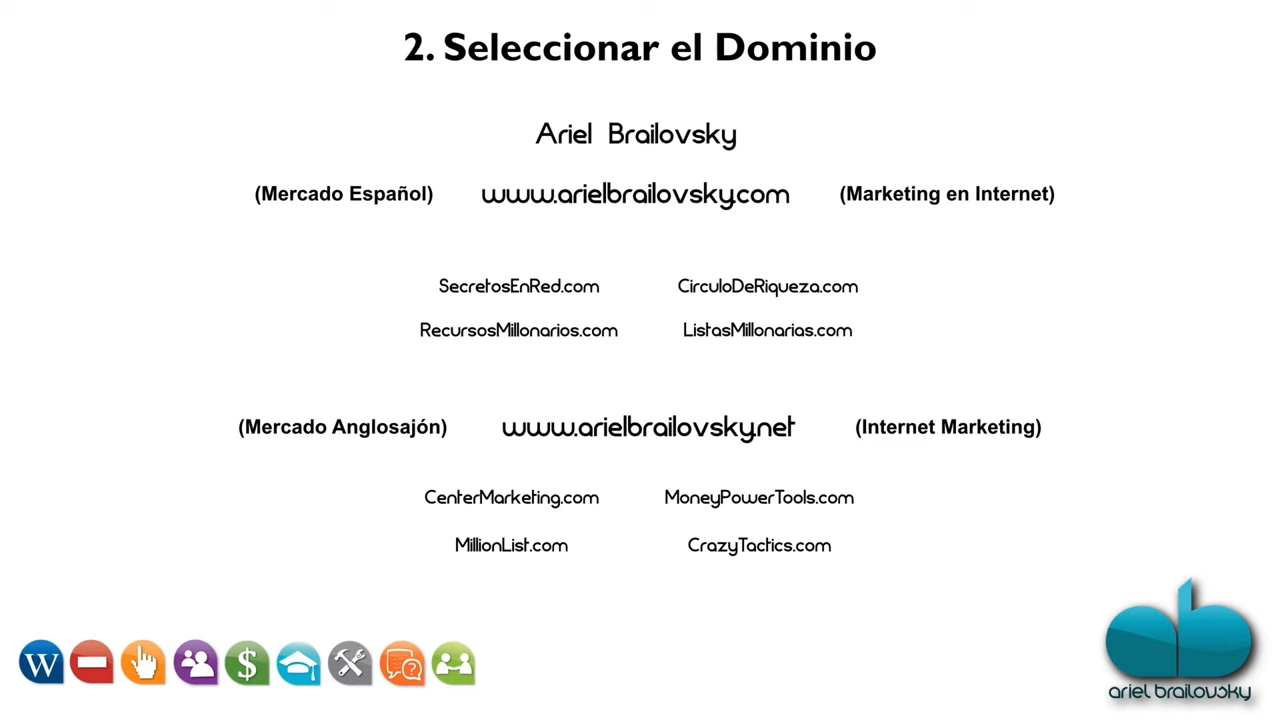 2. Seleccionar el Dominio
Ariel Brailovsky
(Mercado Español) www.arielbrailovsky.com (Marketing en Internet)
SecretosEnRed.com CirculoDeRiqueza.com
RecursosMillonarios.com ListasMillonarias.com
(Mercado Anglosajón) www.arielbrailovsky.net (Internet Marketing)
CenterMarketing.com MoneyPowerTools.com
MillionList.com CrazyTactics.com
W $ ?
ab
ariel brailovsky